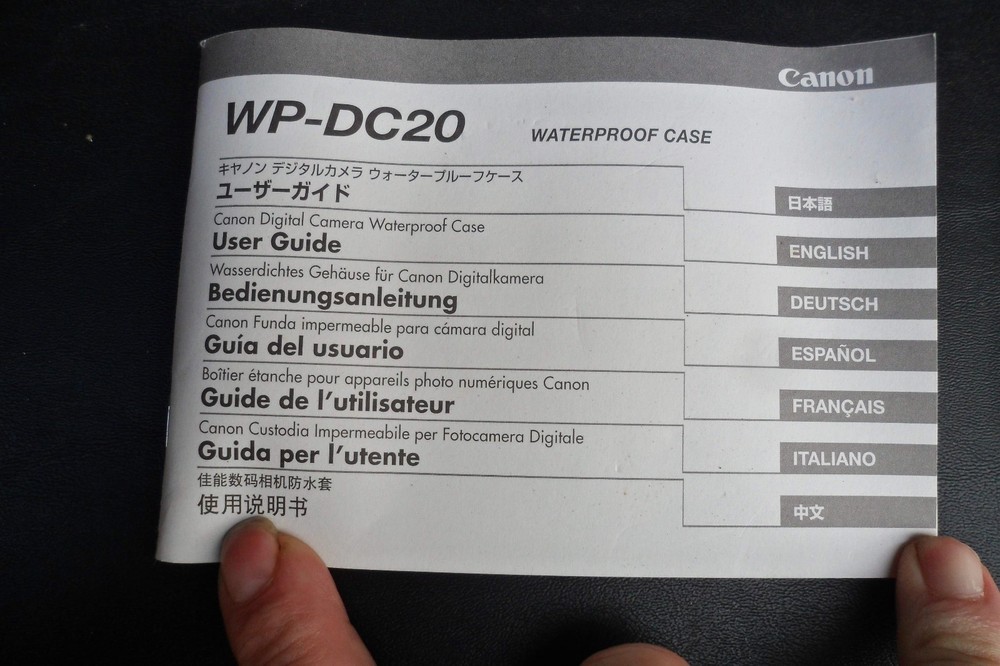 Canon
WP-DC20 WATERPROOF CASE
キヤノン デジタルカメラ ウォータープルーフケース
ユーザーガイド
日本語
Canon Digital Camera Waterproof Case
User Guide
ENGLISH
Wasserdichtes Gehäuse für Canon Digitalkamera
Bedienungsanleitung
DEUTSCH
Canon Funda impermeable para cámara digital
Guía del usuario
ESPAÑOL
Boîtier étanche pour appareils photo numériques Canon
Guide de l'utilisateur
FRANÇAIS
Canon Custodia Impermeabile per Fotocamera Digitale
Guida per l'utente
ITALIANO
佳能数码相机防水套
使用说明书
中文